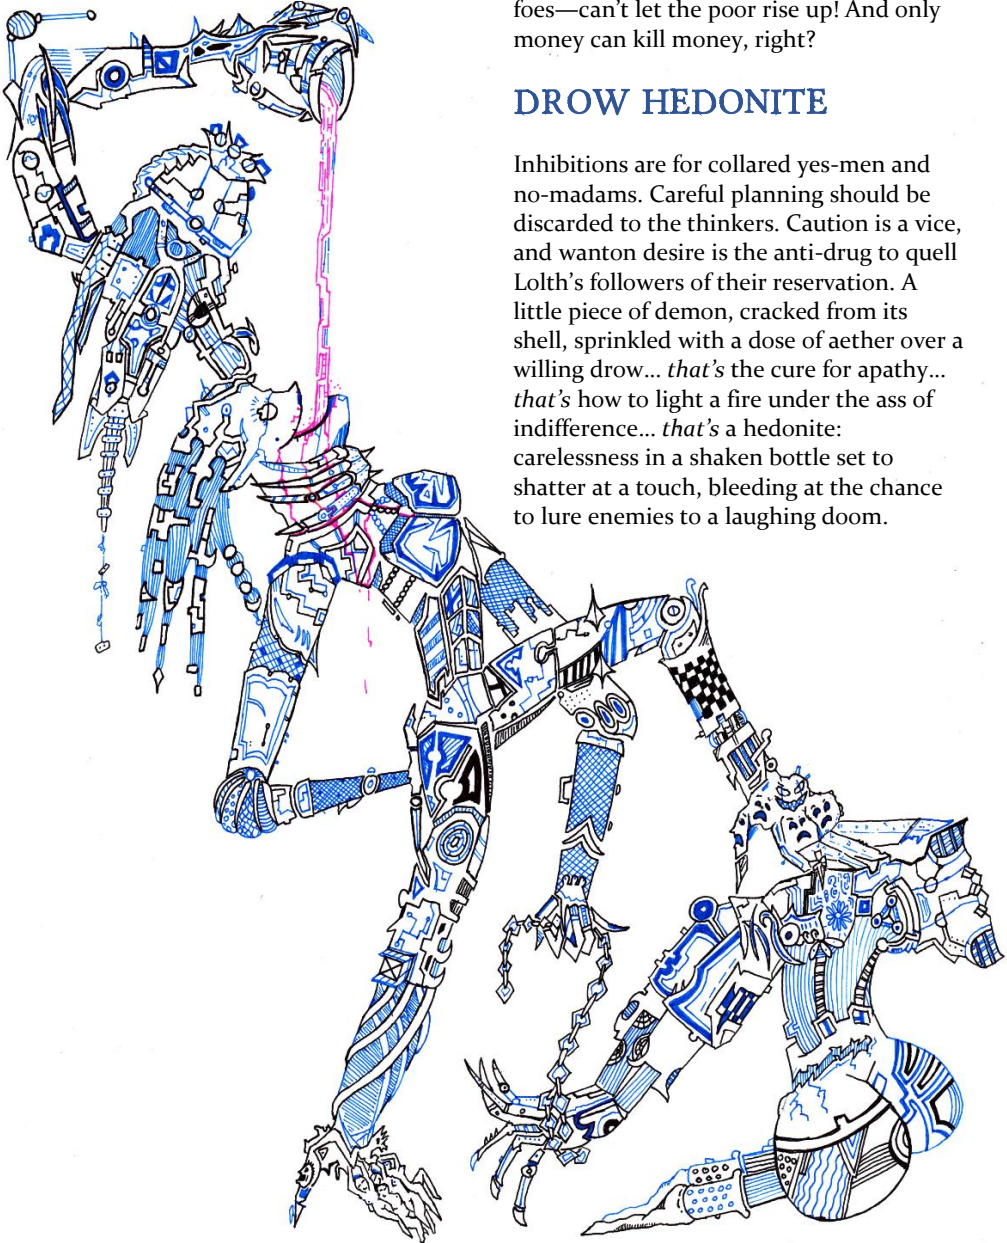 foes—can’t let the poor rise up! And only
money can kill money, right?
DROW HEDONITE
Inhibitions are for collared yes-men and
no-madams. Careful planning should be
discarded to the thinkers. Caution is a vice,
and wanton desire is the anti-drug to quell
Lolth’s followers of their reservation. A
little piece of demon, cracked from its
shell, sprinkled with a dose of aether over a
willing drow... that’s the cure for apathy...
that’s how to light a fire under the ass of
indifference... that’s a hedonite:
carelessness in a shaken bottle set to
shatter at a touch, bleeding at the chance
to lure enemies to a laughing doom.